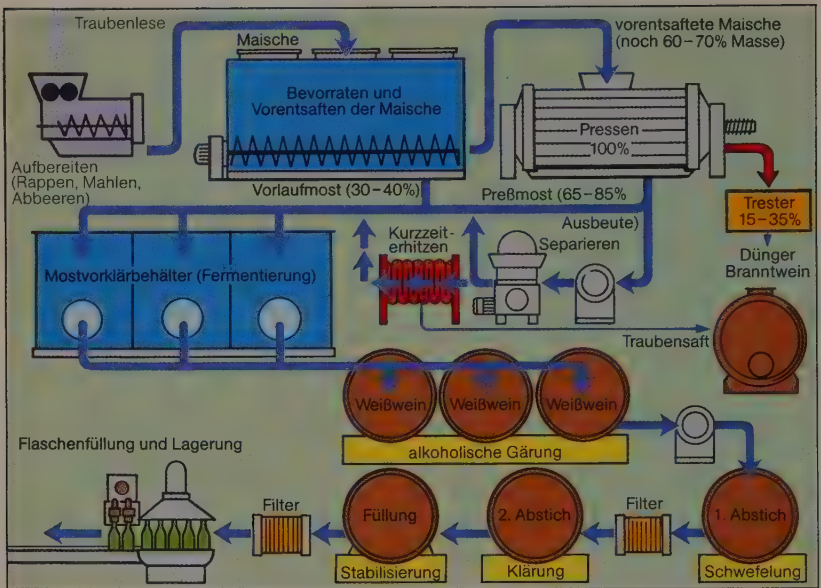 Traubenlese
Maische
vorentsaftete Maische
(noch 60–70% Masse)
Bevorraten und
Vorentsaften der Maische
Pressen
100%
Aufbereiten
(Rappen, Mahlen,
Abbeeren)
Vorlaufmost (30–40%)
Preßmost (65–85%
Ausbeute)
Trester
15–35%
Kurzzeit-
erhitzen
Separieren
Dünger
Branntwein
Mostvorklärbehälter (Fermentierung)
Traubensaft
Weißwein
Weißwein
Weißwein
alkoholische Gärung
Flaschenfüllung und Lagerung
Filter
Füllung
2. Abstich
Filter
1. Abstich
Stabilisierung
Klärung
Schwefelung